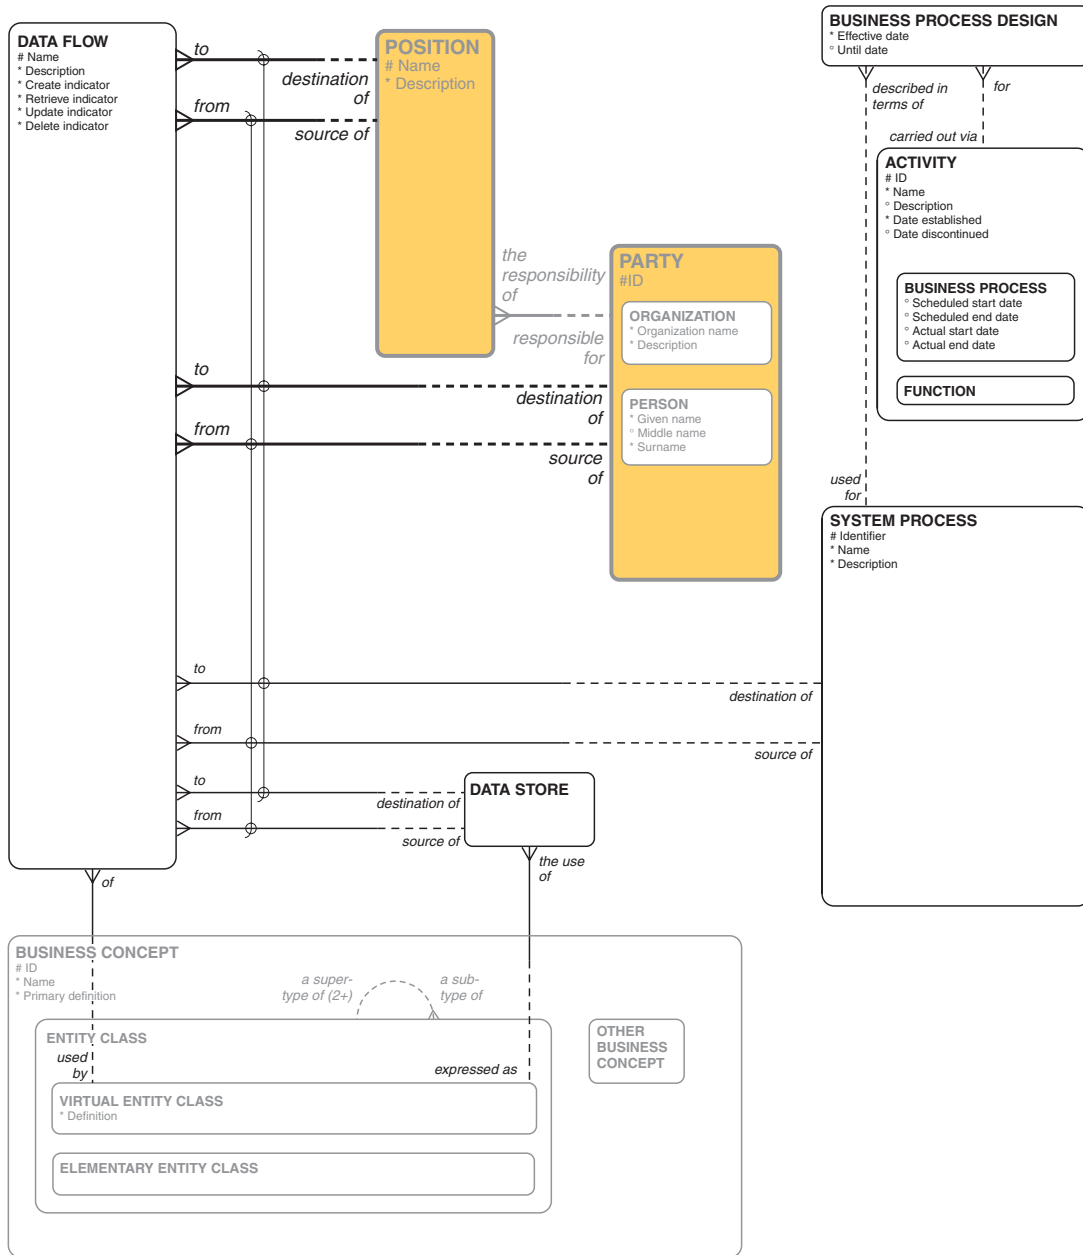 DATA FLOW
# Name
* Description
* Create indicator
* Retrieve indicator
* Update indicator
* Delete indicator
to
destination
of
from
source of
POSITION
# Name
* Description
BUSINESS PROCESS DESIGN
* Effective date
° Until date
described in
terms of
for
carried out via
ACTIVITY
# ID
* Name
° Description
* Date established
° Date discontinued
BUSINESS PROCESS
° Scheduled start date
° Scheduled end date
° Actual start date
° Actual end date
FUNCTION
the
responsibility
of
responsible
for
PARTY
#ID
ORGANIZATION
* Organization name
* Description
PERSON
* Given name
° Middle name
* Surname
to
destination
of
from
source
of
used
for
SYSTEM PROCESS
# Identifier
* Name
* Description
to
destination of
from
source of
to
destination of
from
source of
DATA STORE
of
the use
of
BUSINESS CONCEPT
# ID
* Name
* Primary definition
a super-
type of (2+)
a sub-
type of
ENTITY CLASS
used
by
expressed as
OTHER
BUSINESS
CONCEPT
VIRTUAL ENTITY CLASS
* Definition
ELEMENTARY ENTITY CLASS